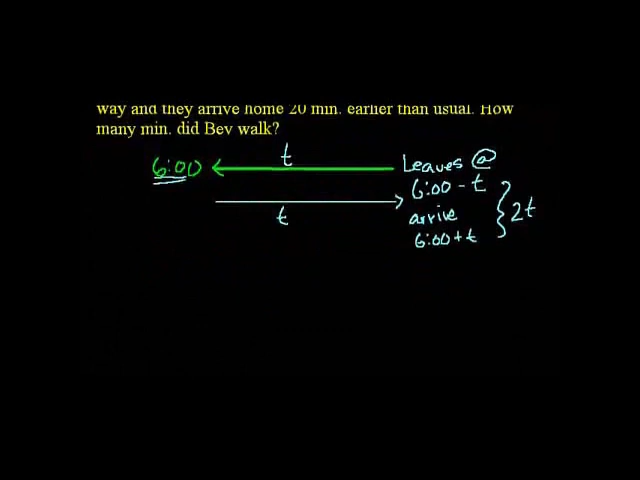 way and they arrive home 20 min. earlier than usual. How
many min. did Bev walk?
t
6:00
Leaves @
6:00 - t
t
arrive
6:00 + t
2t